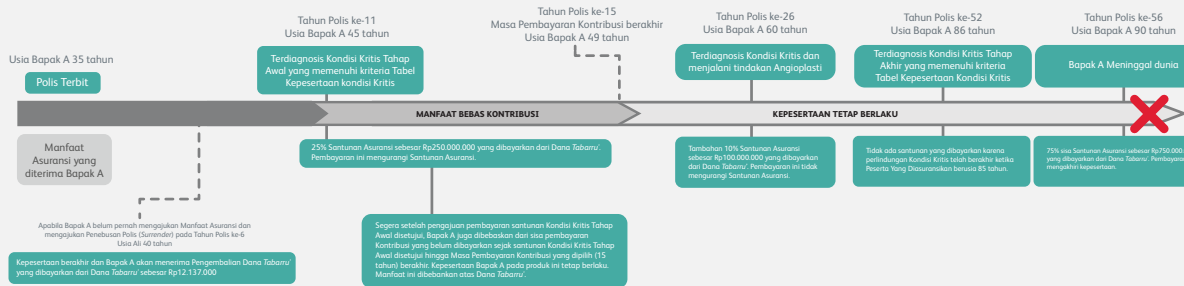 Usia Bapak A 35 tahun
Polis Terbit
Tahun Polis ke-11
Usia Bapak A 45 tahun
Terdiagnosis Kondisi Kritis Tahap
Awal yang memenuhi kriteria Tabel
Kepesertaan kondisi Kritis
Tahun Polis ke-15
Masa Pembayaran Kontribusi berakhir
Usia Bapak A 49 tahun
Tahun Polis ke-26
Usia Bapak A 60 tahun
Terdiagnosis Kondisi Kritis dan
menjalani tindakan Angioplasti
Tahun Polis ke-52
Usia Bapak A 86 tahun
Terdiagnosis Kondisi Kritis Tahap
Akhir yang memenuhi kriteria
Tabel Kepesertaan Kondisi Kritis
Tahun Polis ke-56
Usia Bapak A 90 tahun
Bapak A Meninggal dunia
MANFAAT BEBAS KONTRIBUSI
KEPESERTAAN TETAP BERLAKU
Manfaat
Asuransi yang
diterima Bapak A
25% Santunan Asuransi sebesar Rp250.000.000 yang dibayarkan dari Dana Tabarru'.
Pembayaran ini mengurangi Santunan Asuransi.
Tambahan 10% Santunan Asuransi
sebesar Rp100.000.000 yang dibayarkan
dari Dana Tabarru'. Pembayaran ini tidak
mengurangi Santunan Asuransi.
Tidak ada santunan yang dibayarkan karena
perlindungan Kondisi Kritis telah berakhir ketika
Peserta Yang Diasuransikan berusia 85 tahun.
75% sisa Santunan Asuransi sebesar Rp750.000.
yang dibayarkan dari Dana Tabarru'. Pembayaran
mengakhiri kepesertaan.
Apabila Bapak A belum pernah mengajukan Manfaat Asuransi dan
mengajukan Penebusan Polis (Surrender) pada Tahun Polis ke-6
Usia Ali 40 tahun
Kepesertaan berakhir dan Bapak A akan menerima Pengembalian Dana Tabarru'
yang dibayarkan dari Dana Tabarru' sebesar Rp12.137.000
Segera setelah pengajuan pembayaran santunan Kondisi Kritis Tahap
Awal disetujui, Bapak A juga dibebaskan dari sisa pembayaran
Kontribusi yang belum dibayarkan sejak santunan Kondisi Kritis Tahap
Awal disetujui hingga Masa Pembayaran Kontribusi yang dipilih (15
tahun) berakhir. Kepesertaan Bapak A pada produk ini tetap berlaku.
Manfaat ini dibebankan atas Dana Tabarru'.